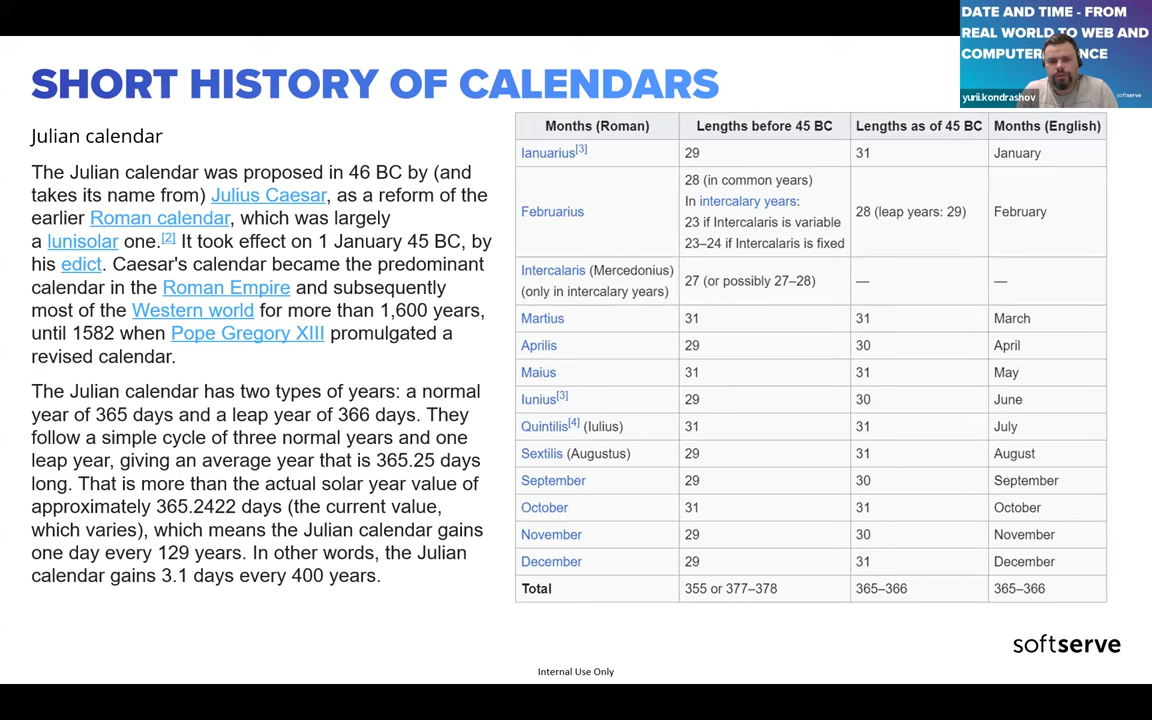 DATE AND TIME - FROM
REAL WORLD TO WEB AND
yurii.kondrashov
softserve
SHORT HISTORY OF CALENDARS
Julian calendar
The Julian calendar was proposed in 46 BC by (and
takes its name from) Julius Caesar, as a reform of the
earlier Roman calendar, which was largely
a lunisolar one.[2] It took effect on 1 January 45 BC, by
his edict. Caesar's calendar became the predominant
calendar in the Roman Empire and subsequently
most of the Western world for more than 1,600 years,
until 1582 when Pope Gregory XIII promulgated a
revised calendar.
The Julian calendar has two types of years: a normal
year of 365 days and a leap year of 366 days. They
follow a simple cycle of three normal years and one
leap year, giving an average year that is 365.25 days
long. That is more than the actual solar year value of
approximately 365.2422 days (the current value,
which varies), which means the Julian calendar gains
one day every 129 years. In other words, the Julian
calendar gains 3.1 days every 400 years.
Months (Roman) Lengths before 45 BC Lengths as of 45 BC Months (English)
Ianuarius[3] 29 31 January
28 (in common years)
In intercalary years:
Februarius 23 if Intercalaris is variable 28 (leap years: 29) February
23–24 if Intercalaris is fixed
Intercalaris (Mercedonius) 27 (or possibly 27–28) — —
(only in intercalary years)
Martius 31 31 March
Aprilis 29 30 April
Maius 31 31 May
Iunius[3] 29 30 June
Quintilis[4] (Iulius) 31 31 July
Sextilis (Augustus) 29 31 August
September 29 30 September
October 31 31 October
November 29 30 November
December 29 31 December
Total 355 or 377–378 365–366 365–366
softserve
Internal Use Only